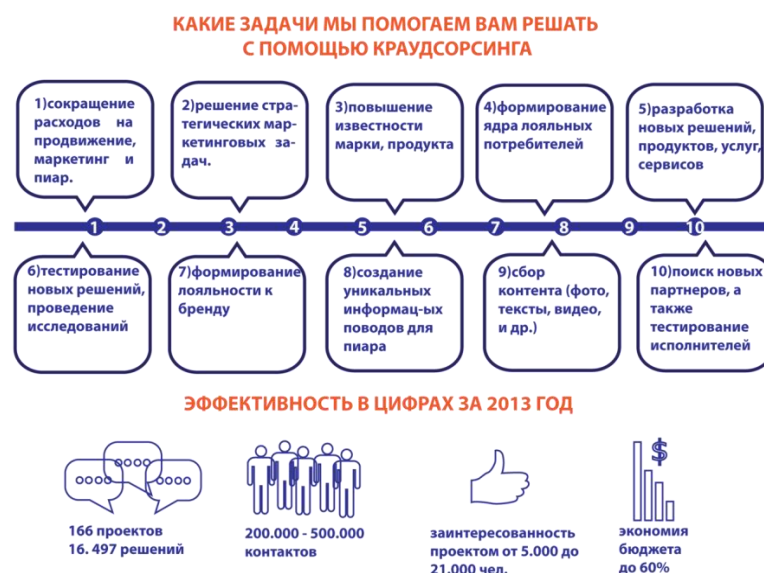 КАКИЕ ЗАДАЧИ МЫ ПОМОГАЕМ ВАМ РЕШАТЬ
С ПОМОЩЬЮ КРАУДСОРСИНГА
1)сокращение
расходов на
продвижение,
маркетинг и
пиар.
2)решение стра-
тегических мар-
кетинговых за-
дач.
3)повышение
известности
марки, продукта
4)формирование
ядра лояльных
потребителей
5)разработка
новых решений,
продуктов, услуг,
сервисов
1 2 3 4 5 6 7 8 9 10
6)тестирование
новых решений,
проведение
исследований
7)формирование
лояльности к
бренду
8)создание
уникальных
информац-ых
поводов для
пиара
9)сбор
контента (фото,
тексты, видео,
и др.)
10)поиск новых
партнеров, а
также
тестирование
исполнителей
ЭФФЕКТИВНОСТЬ В ЦИФРАХ ЗА 2013 ГОД
$
166 проектов
16. 497 решений
200.000 - 500.000
контактов
заинтересованность
проектом от 5.000 до
21.000 чел.
экономия
бюджета
до 60%